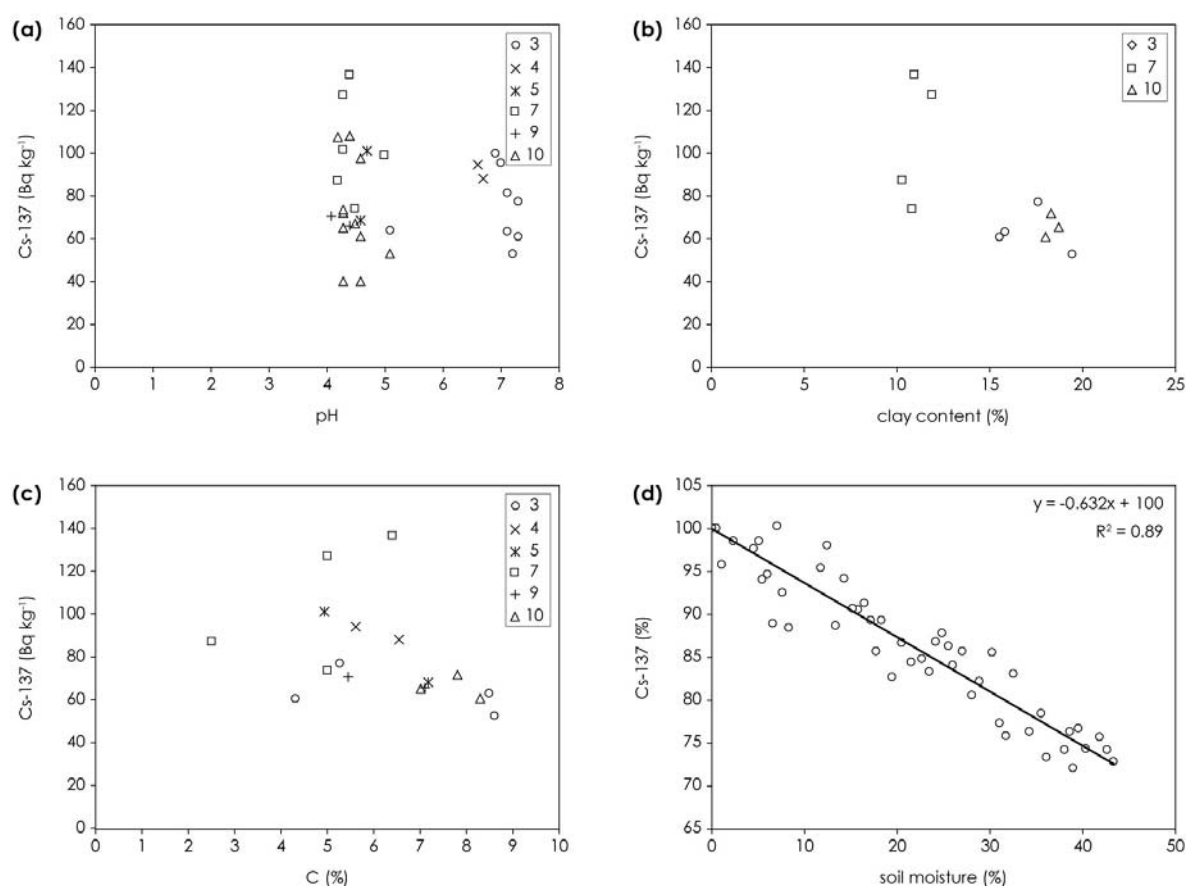 (a)
160
140
120
100
80
60
40
20
0
Cs-137 (Bq kg⁻¹)
0 1 2 3 4 5 6 7 8
pH
3
4
5
7
9
10
(b)
160
140
120
100
80
60
40
20
0
Cs-137 (Bq kg⁻¹)
0 5 10 15 20 25
clay content (%)
3
7
10
(c)
160
140
120
100
80
60
40
20
0
Cs-137 (Bq kg⁻¹)
0 1 2 3 4 5 6 7 8 9 10
C (%)
3
4
5
7
9
10
(d)
105
100
95
90
85
80
75
70
65
Cs-137 (%)
0 10 20 30 40 50
soil moisture (%)
y = -0.632x + 100
R² = 0.89